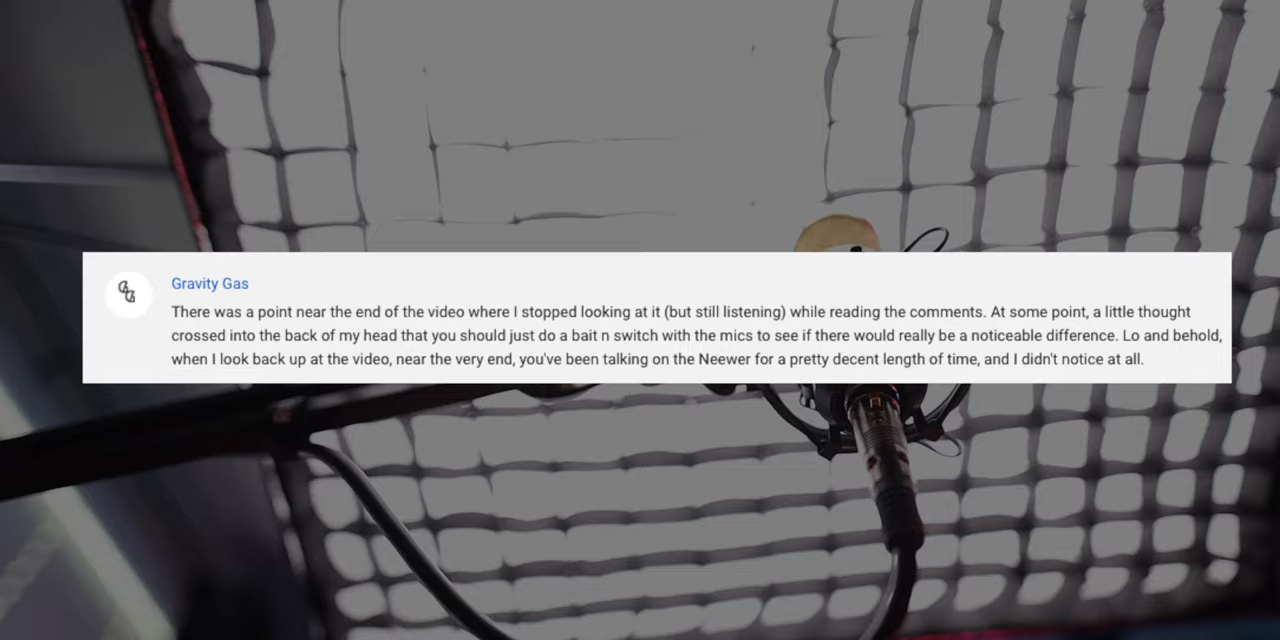 Gravity Gas
There was a point near the end of the video where I stopped looking at it (but still listening) while reading the comments. At some point, a little thought
crossed into the back of my head that you should just do a bait n switch with the mics to see if there would really be a noticeable difference. Lo and behold,
when I look back up at the video, near the very end, you've been talking on the Neewer for a pretty decent length of time, and I didn't notice at all.